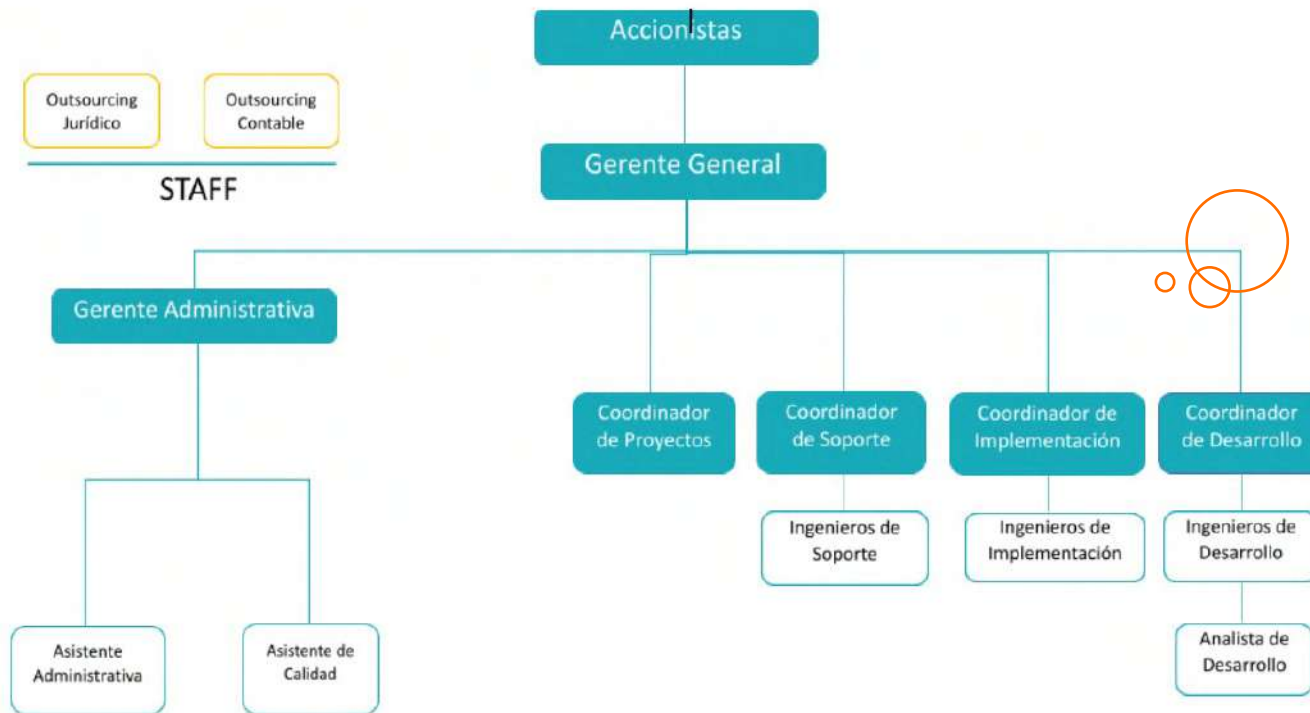 Accionistas
Outsourcing
Jurídico
Outsourcing
Contable
STAFF
Gerente General
Gerente Administrativa
Coordinador
de Proyectos
Coordinador
de Soporte
Coordinador de
Implementación
Coordinador
de Desarrollo
Ingenieros de
Soporte
Ingenieros de
Implementación
Ingenieros de
Desarrollo
Asistente
Administrativa
Asistente de
Calidad
Analista de
Desarrollo